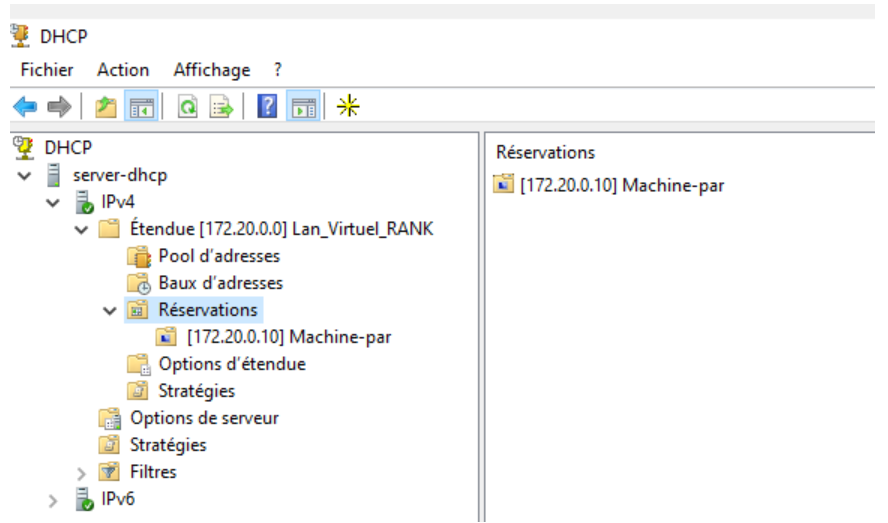 DHCP
Fichier Action Affichage ?
DHCP
server-dhcp
IPv4
Étendue [172.20.0.0] Lan_Virtuel_RANK
Pool d'adresses
Baux d'adresses
Réservations
[172.20.0.10] Machine-par
Options d'étendue
Stratégies
Options de serveur
Stratégies
Filtres
IPv6
Réservations
[172.20.0.10] Machine-par